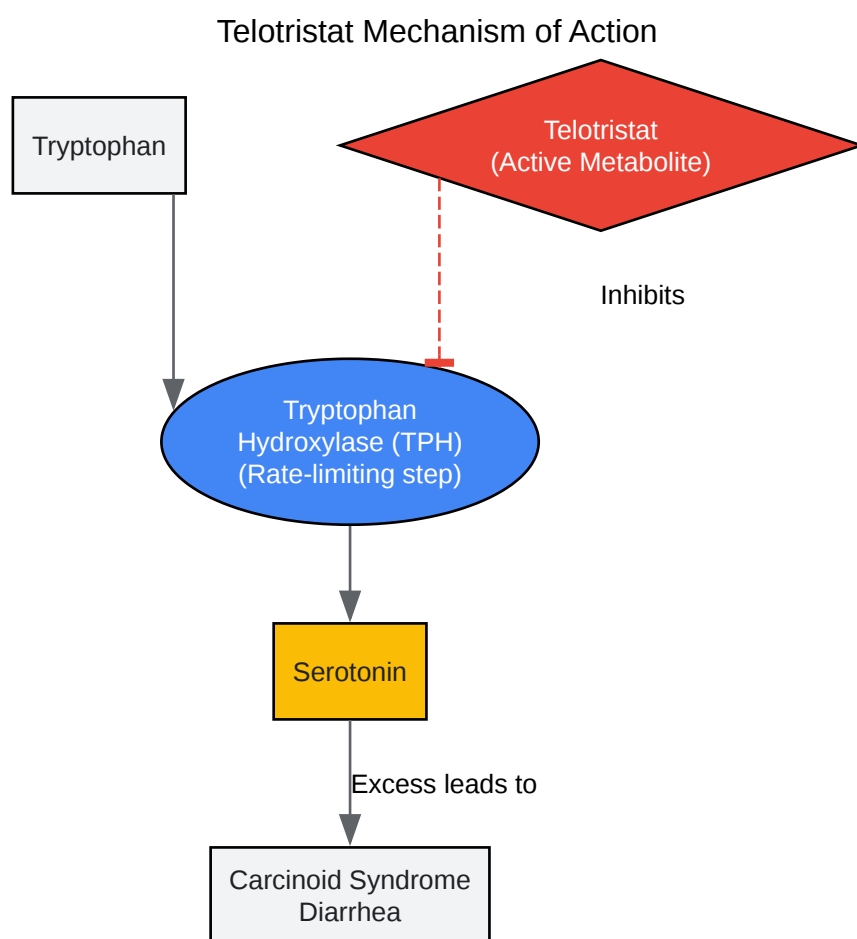 Telotristat Mechanism of Action
Tryptophan
Telotristat
(Active Metabolite)
Inhibits
Tryptophan
Hydroxylase (TPH)
(Rate-limiting step)
Serotonin
Excess leads to
Carcinoid Syndrome
Diarrhea